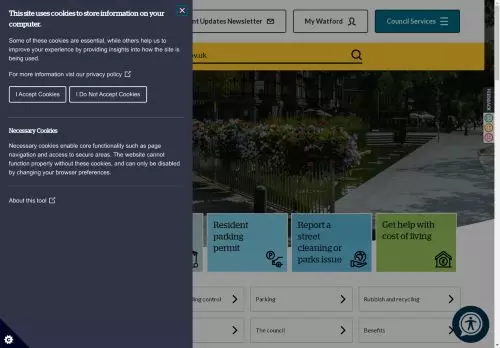 This site uses cookies to store information on your
computer.
Some of these cookies are essential, while others help us to
improve your experience by providing insights into how the site is
being used.
For more information visit our privacy policy
I Accept Cookies
I Do Not Accept Cookies
Necessary Cookies
Necessary cookies enable core functionality such as page
navigation and access to secure areas. The website cannot
function properly without these cookies, and can only be disabled
by changing your browser preferences.
About this tool
Updates Newsletter
My Watford
Council Services
.uk
FEEDBACK
Resident
parking
permit
Report a
street
cleaning or
parks issue
Get help with
cost of living
control
Parking
Rubbish and recycling
The council
Benefits